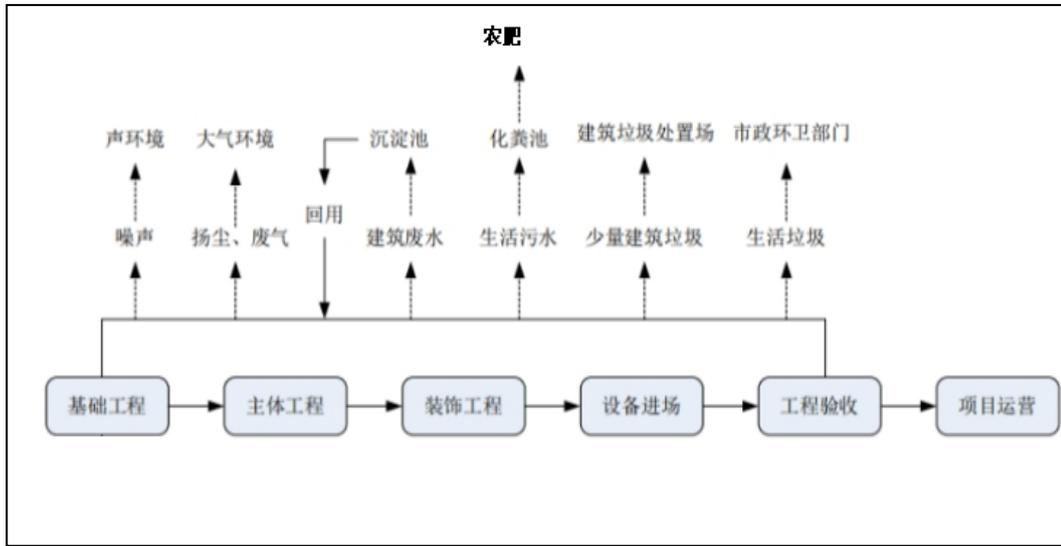 农肥
声环境
大气环境
沉淀池
化粪池
建筑垃圾处置场
市政环卫部门
回用
噪声
扬尘、废气
建筑废水
生活污水
少量建筑垃圾
生活垃圾
基础工程
主体工程
装饰工程
设备进场
工程验收
项目运营